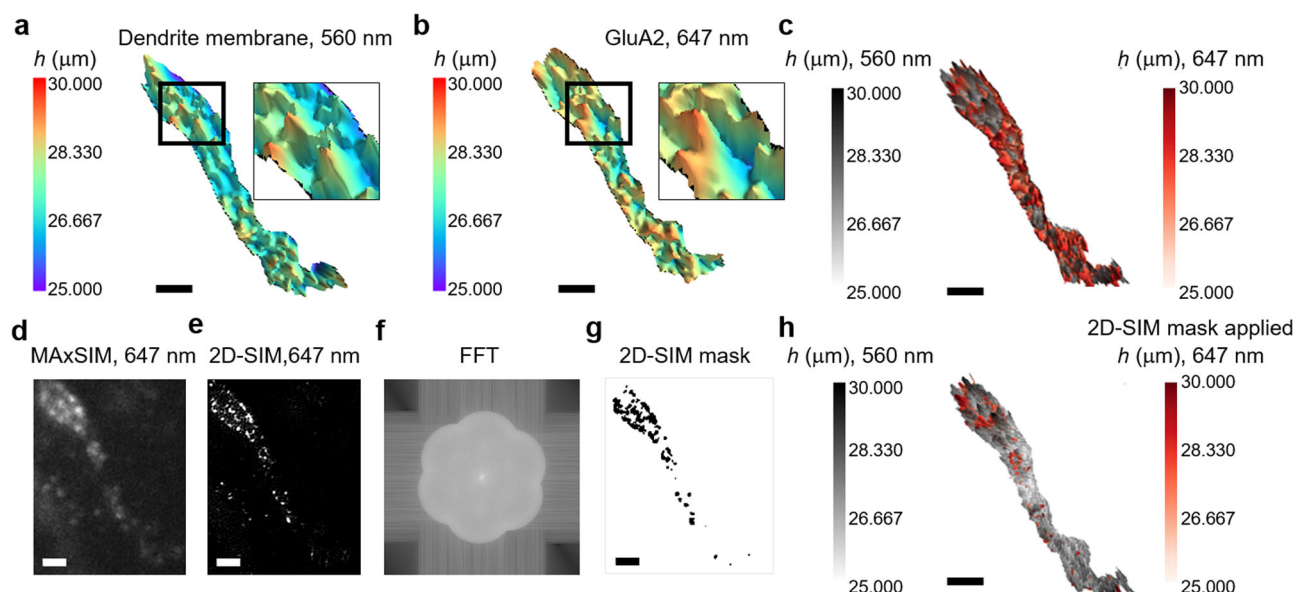 a
Dendrite membrane, 560 nm
h (μm)
30.000
28.330
26.667
25.000
b
GluA2, 647 nm
h (μm)
30.000
28.330
26.667
25.000
c
h (μm), 560 nm
30.000
28.330
26.667
25.000
h (μm), 647 nm
30.000
28.330
26.667
25.000
d
MAxSIM, 647 nm
e
2D-SIM,647 nm
f
FFT
g
2D-SIM mask
h
2D-SIM mask applied
h (μm), 560 nm
30.000
28.330
26.667
25.000
h (μm), 647 nm
30.000
28.330
26.667
25.000